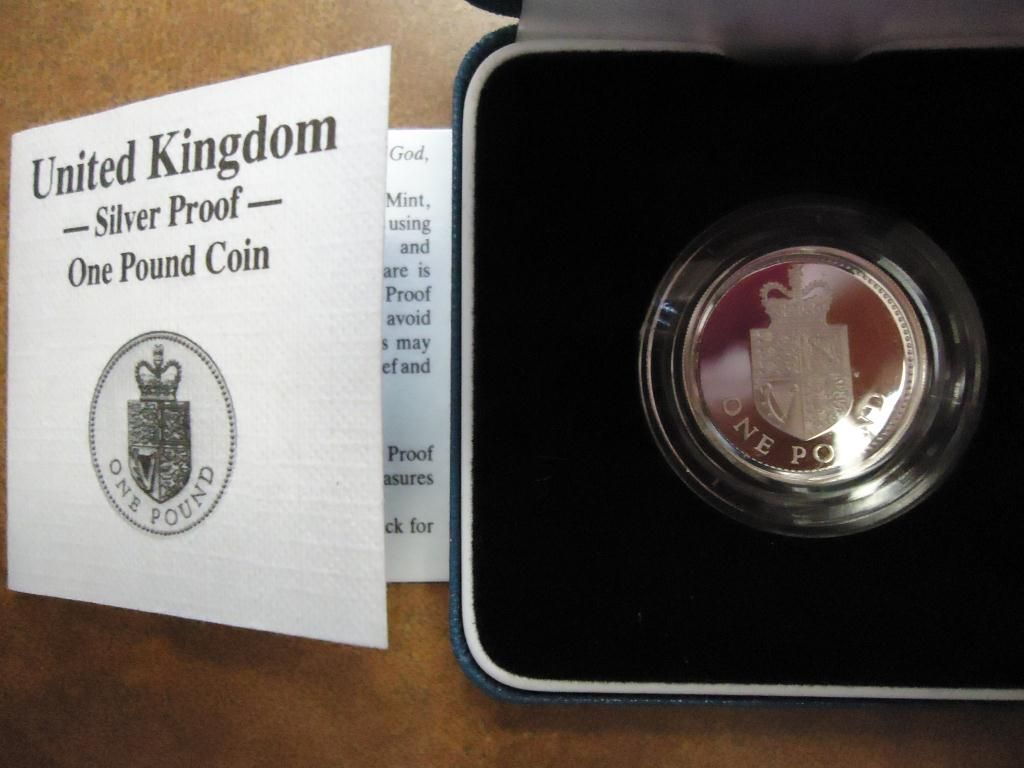 United Kingdom
— Silver Proof —
One Pound Coin
ONE POUND
God,
Mint,
using
and
are is
Proof
avoid
s may
ef and
Proof
asures
ck for
ONE POUND